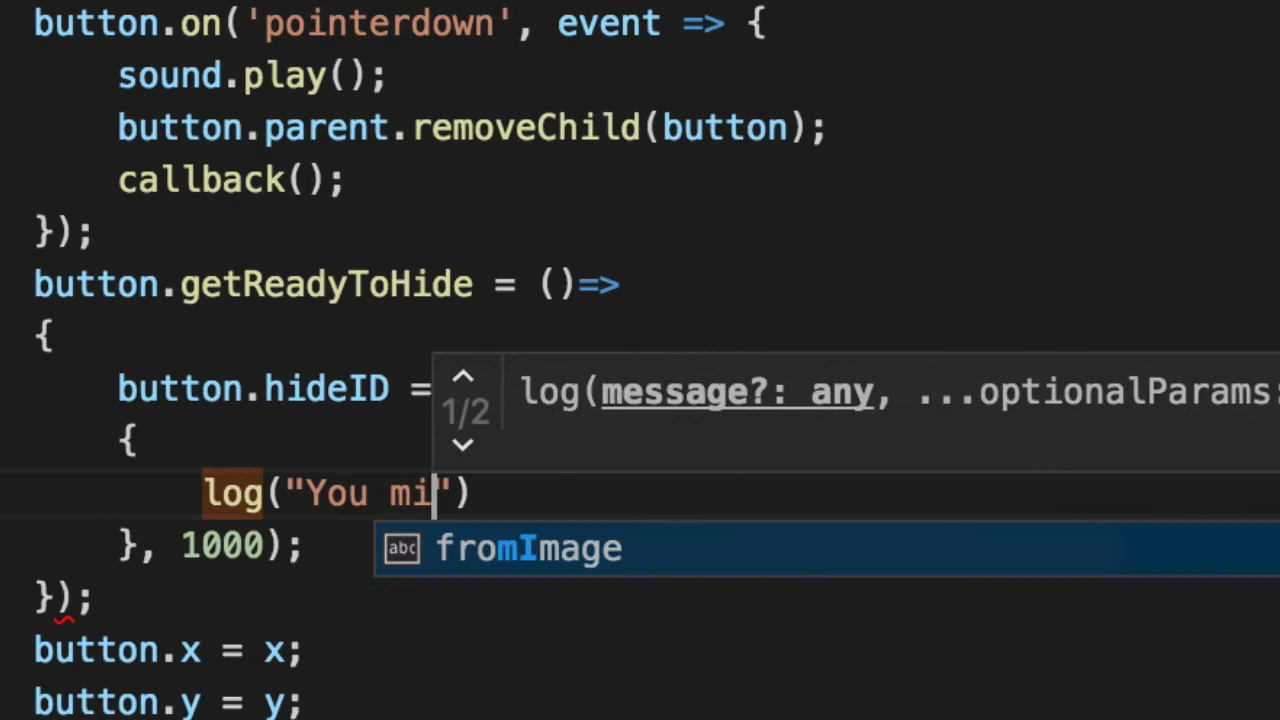 button.on('pointerdown', event => {
sound.play();
button.parent.removeChild(button);
callback();
});
button.getReadyToHide = ()=>
{
button.hideID =
1/2
log(message?: any, ...optionalParams:
{
log("You mi")
fromImage
}, 1000);
});
button.x = x;
button.y = y;